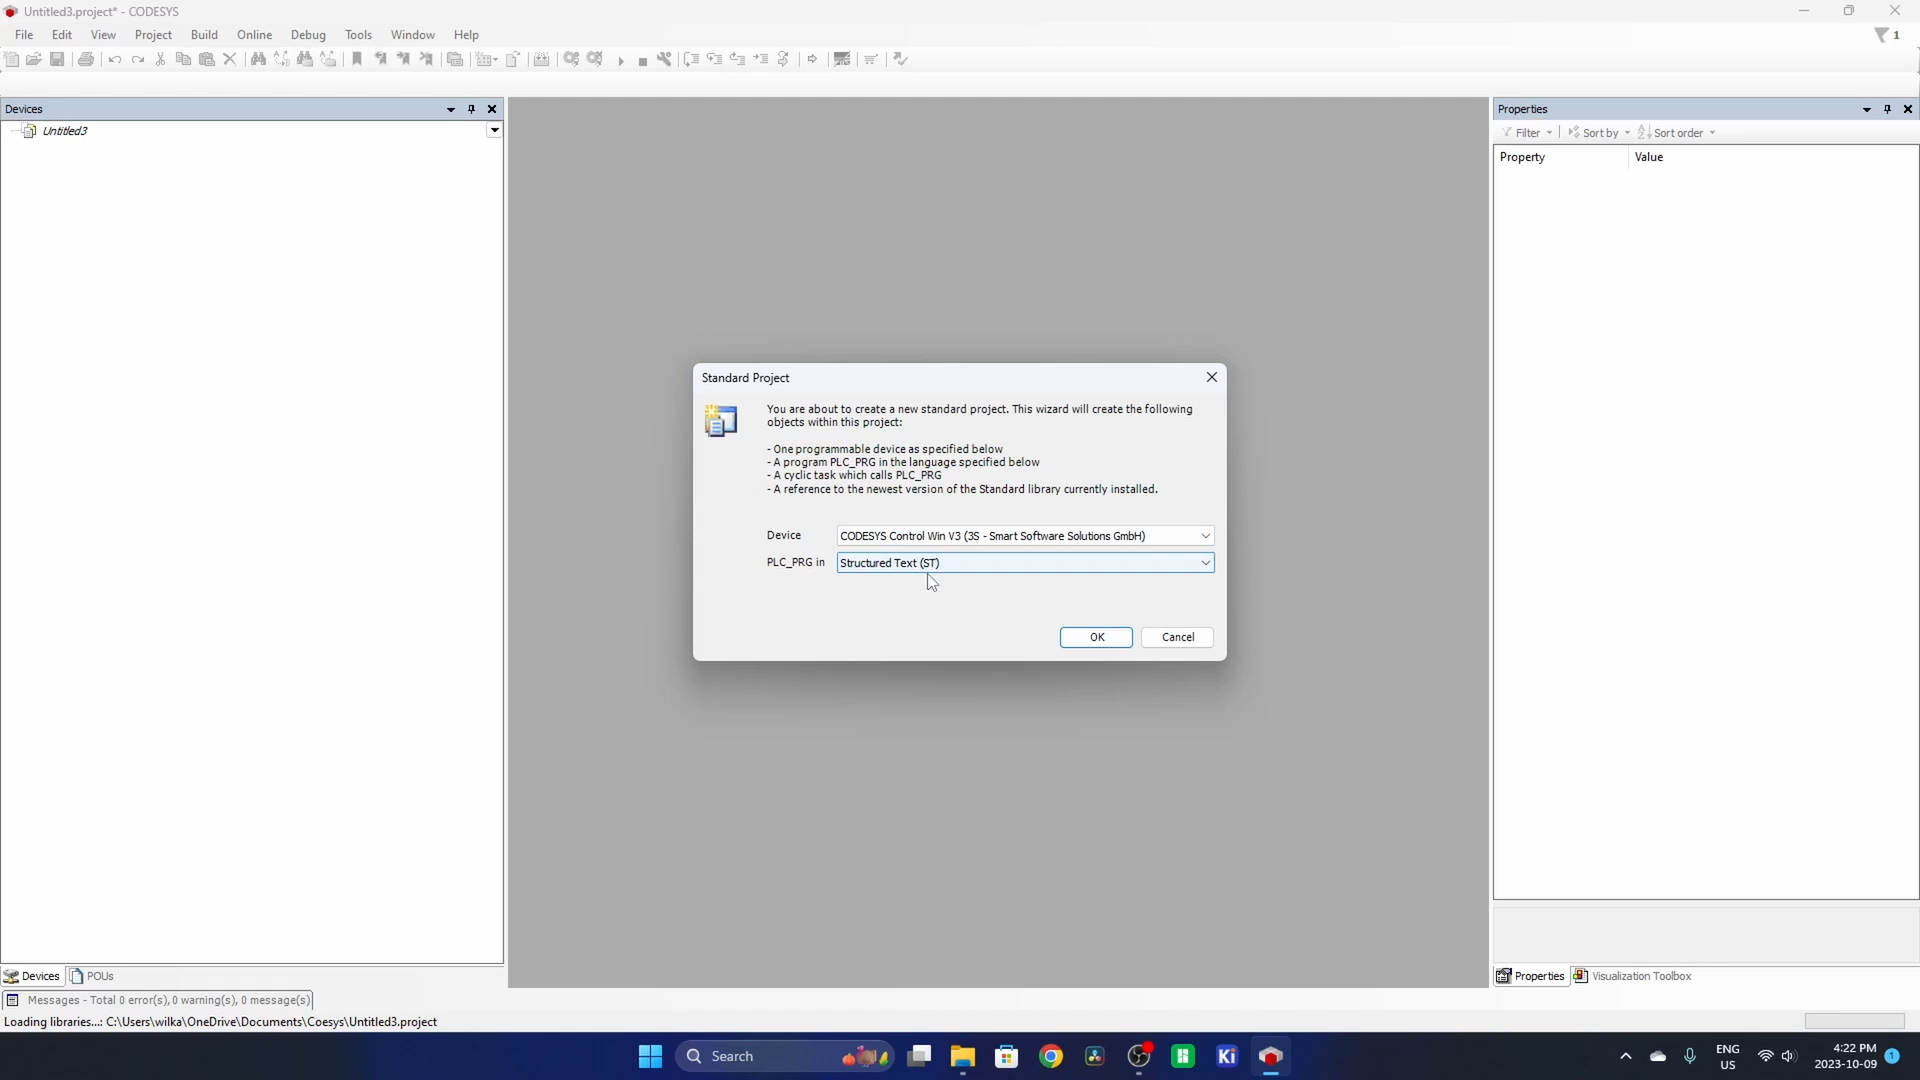 Untitled3.project* - CODESYS
File Edit View Project Build Online Debug Tools Window Help
1
Devices
Untitled3
Properties
Filter Sort by Sort order
Property Value
Standard Project
You are about to create a new standard project. This wizard will create the following
objects within this project:
- One programmable device as specified below
- A program PLC_PRG in the language specified below
- A cyclic task which calls PLC_PRG
- A reference to the newest version of the Standard library currently installed.
Device CODESYS Control Win V3 (3S - Smart Software Solutions GmbH)
PLC_PRG in Structured Text (ST)
OK Cancel
Devices POUs
Properties Visualization Toolbox
Messages - Total 0 error(s), 0 warning(s), 0 message(s)
Loading libraries...: C:\Users\wilka\OneDrive\Documents\Coesys\Untitled3.project
Search
Ki
ENG
US
4:22 PM
2023-10-09
1